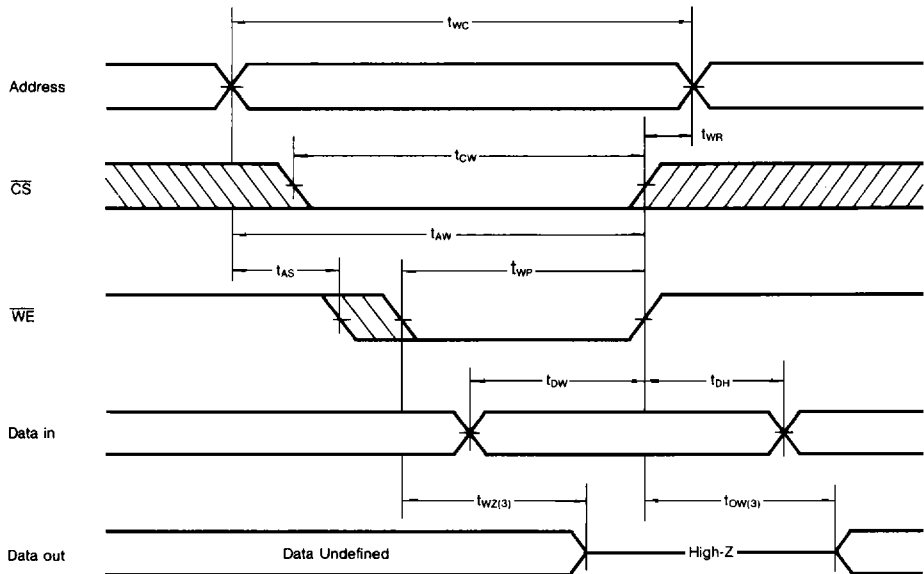 tWC
Address
tWR
tCW
CS
tAW
tAS
tWP
WE
tDW
tDH
Data in
tWZ(3)
tOW(3)
Data out
Data Undefined
High-Z